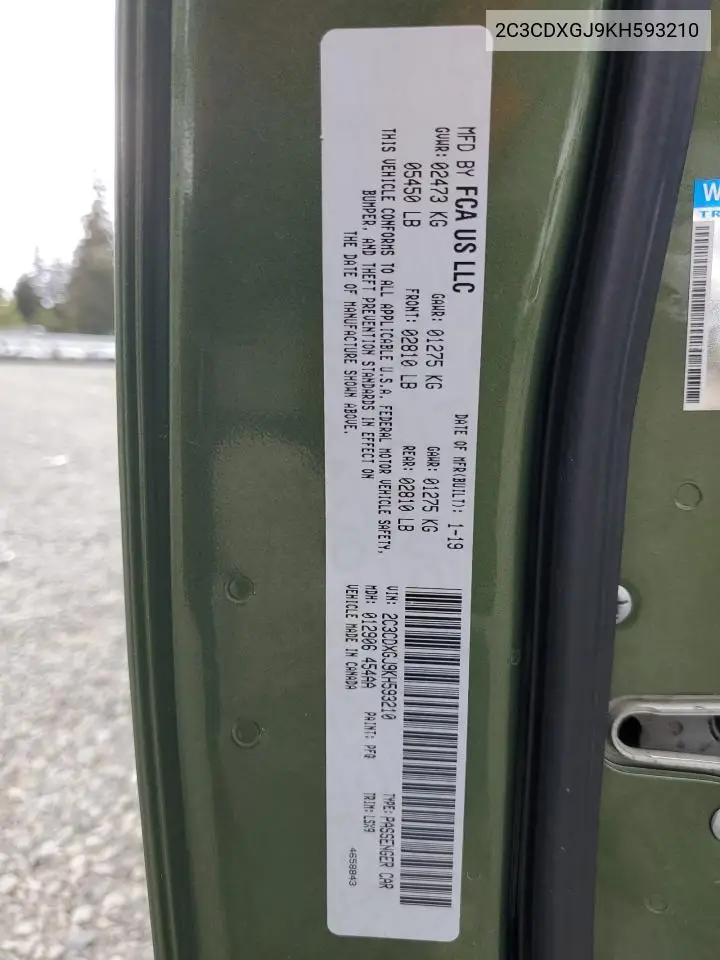 2C3CDXGJ9KH593210
MFD BY FCA US LLC
DATE OF MFR(BUILT): 1-19
GVWR: 02473 KG
GAWR: 01275 KG
GAWR: 01275 KG
05450 LB
FRONT: 02810 LB
REAR: 02810 LB
THIS VEHICLE CONFORMS TO ALL APPLICABLE U.S.A. FEDERAL MOTOR VEHICLE SAFETY,
BUMPER, AND THEFT PREVENTION STANDARDS IN EFFECT ON
THE DATE OF MANUFACTURE SHOWN ABOVE.
VIN: 2C3CDXGJ9KH593210
TYPE: PASSENGER CAR
MDH: 012906 454AA
PAINT: PFQ
TRIM: LSX9
VEHICLE MADE IN CANADA
4658843
W
TR